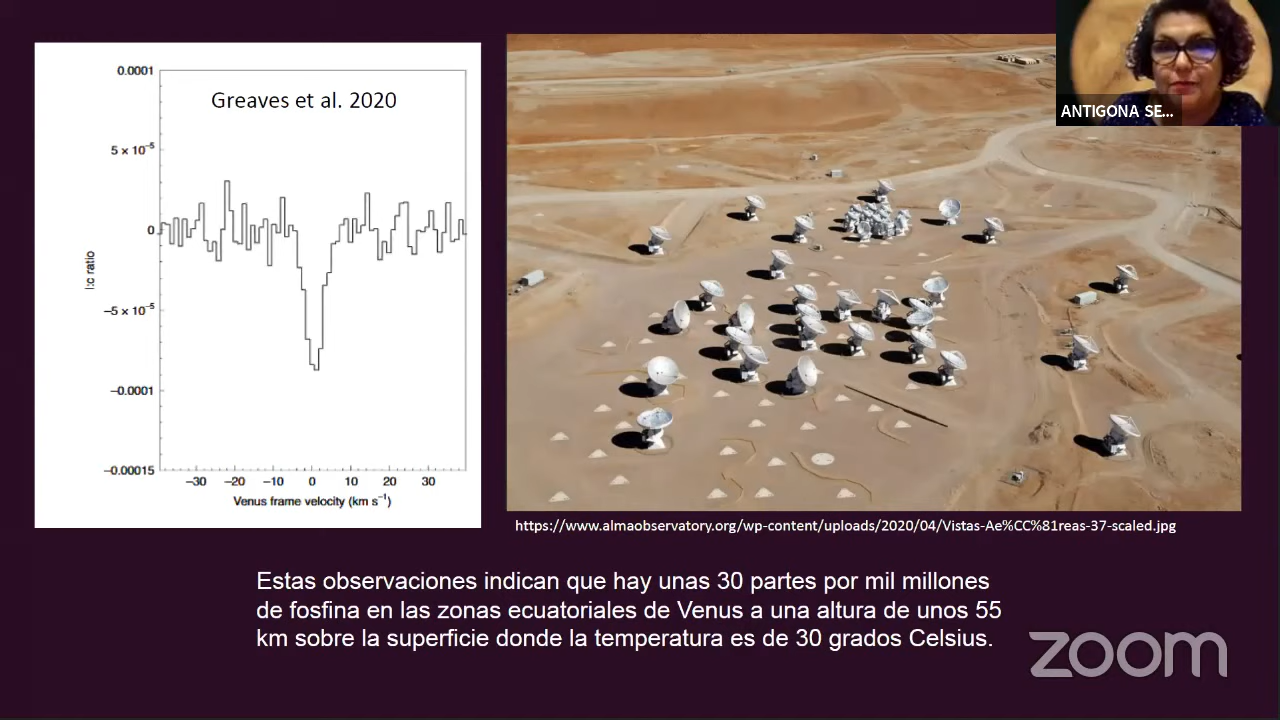 Greaves et al. 2020
0.0001
5 × 10⁻⁵
0
−5 × 10⁻⁵
−0.0001
−0.00015
l:c ratio
−30 −20 −10 0 10 20 30
Venus frame velocity (km s⁻¹)
ANTIGONA SE...
https://www.almaobservatory.org/wp-content/uploads/2020/04/Vistas-Ae%CC%81reas-37-scaled.jpg
Estas observaciones indican que hay unas 30 partes por mil millones
de fosfina en las zonas ecuatoriales de Venus a una altura de unos 55
km sobre la superficie donde la temperatura es de 30 grados Celsius.
zoom